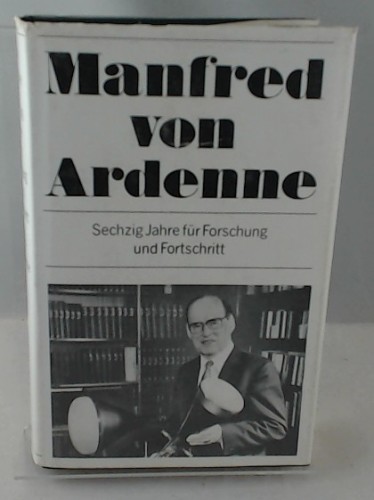 Manfred
von
Ardenne
Sechzig Jahre für Forschung
und Fortschritt